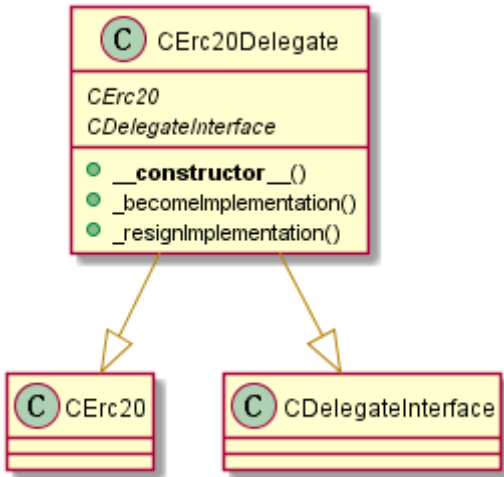 C CErc20Delegate
CErc20
CDelegateInterface
__constructor__()
_becomeImplementation()
_resignImplementation()
C CErc20
C CDelegateInterface